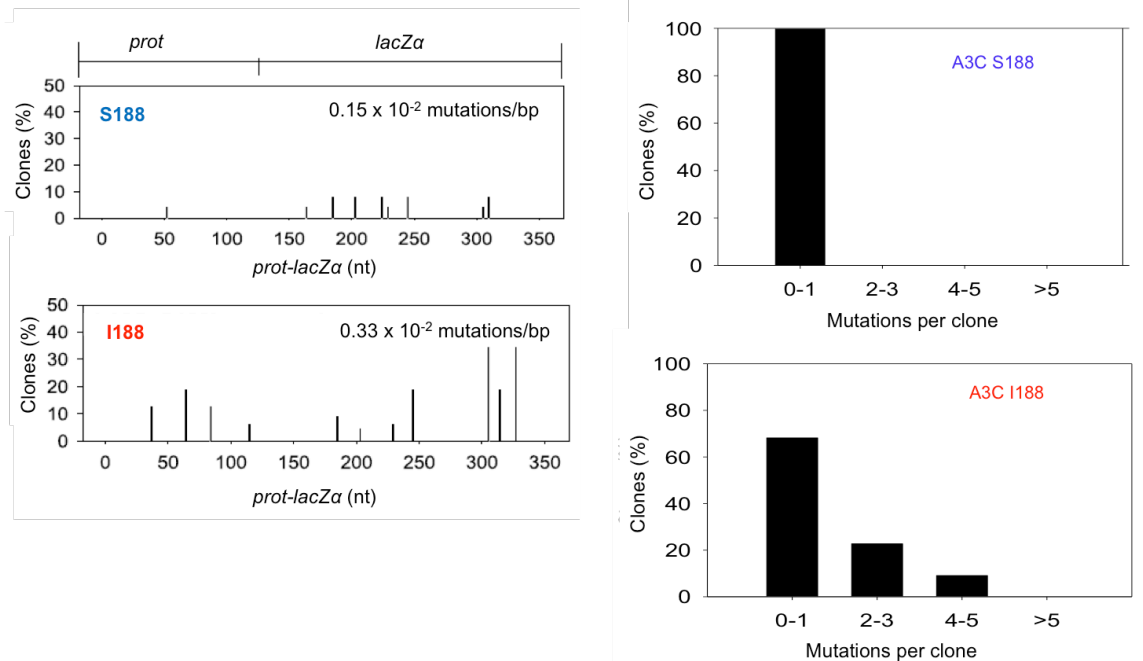 prot lacZα
50
40
30
20
10
0
Clones (%)
S188
0.15 x 10⁻² mutations/bp
0 50 100 150 200 250 300 350
prot-lacZα (nt)
50
40
30
20
10
0
Clones (%)
I188
0.33 x 10⁻² mutations/bp
0 50 100 150 200 250 300 350
prot-lacZα (nt)
100
80
60
40
20
0
Clones (%)
A3C S188
0-1 2-3 4-5 >5
Mutations per clone
100
80
60
40
20
0
Clones (%)
A3C I188
0-1 2-3 4-5 >5
Mutations per clone